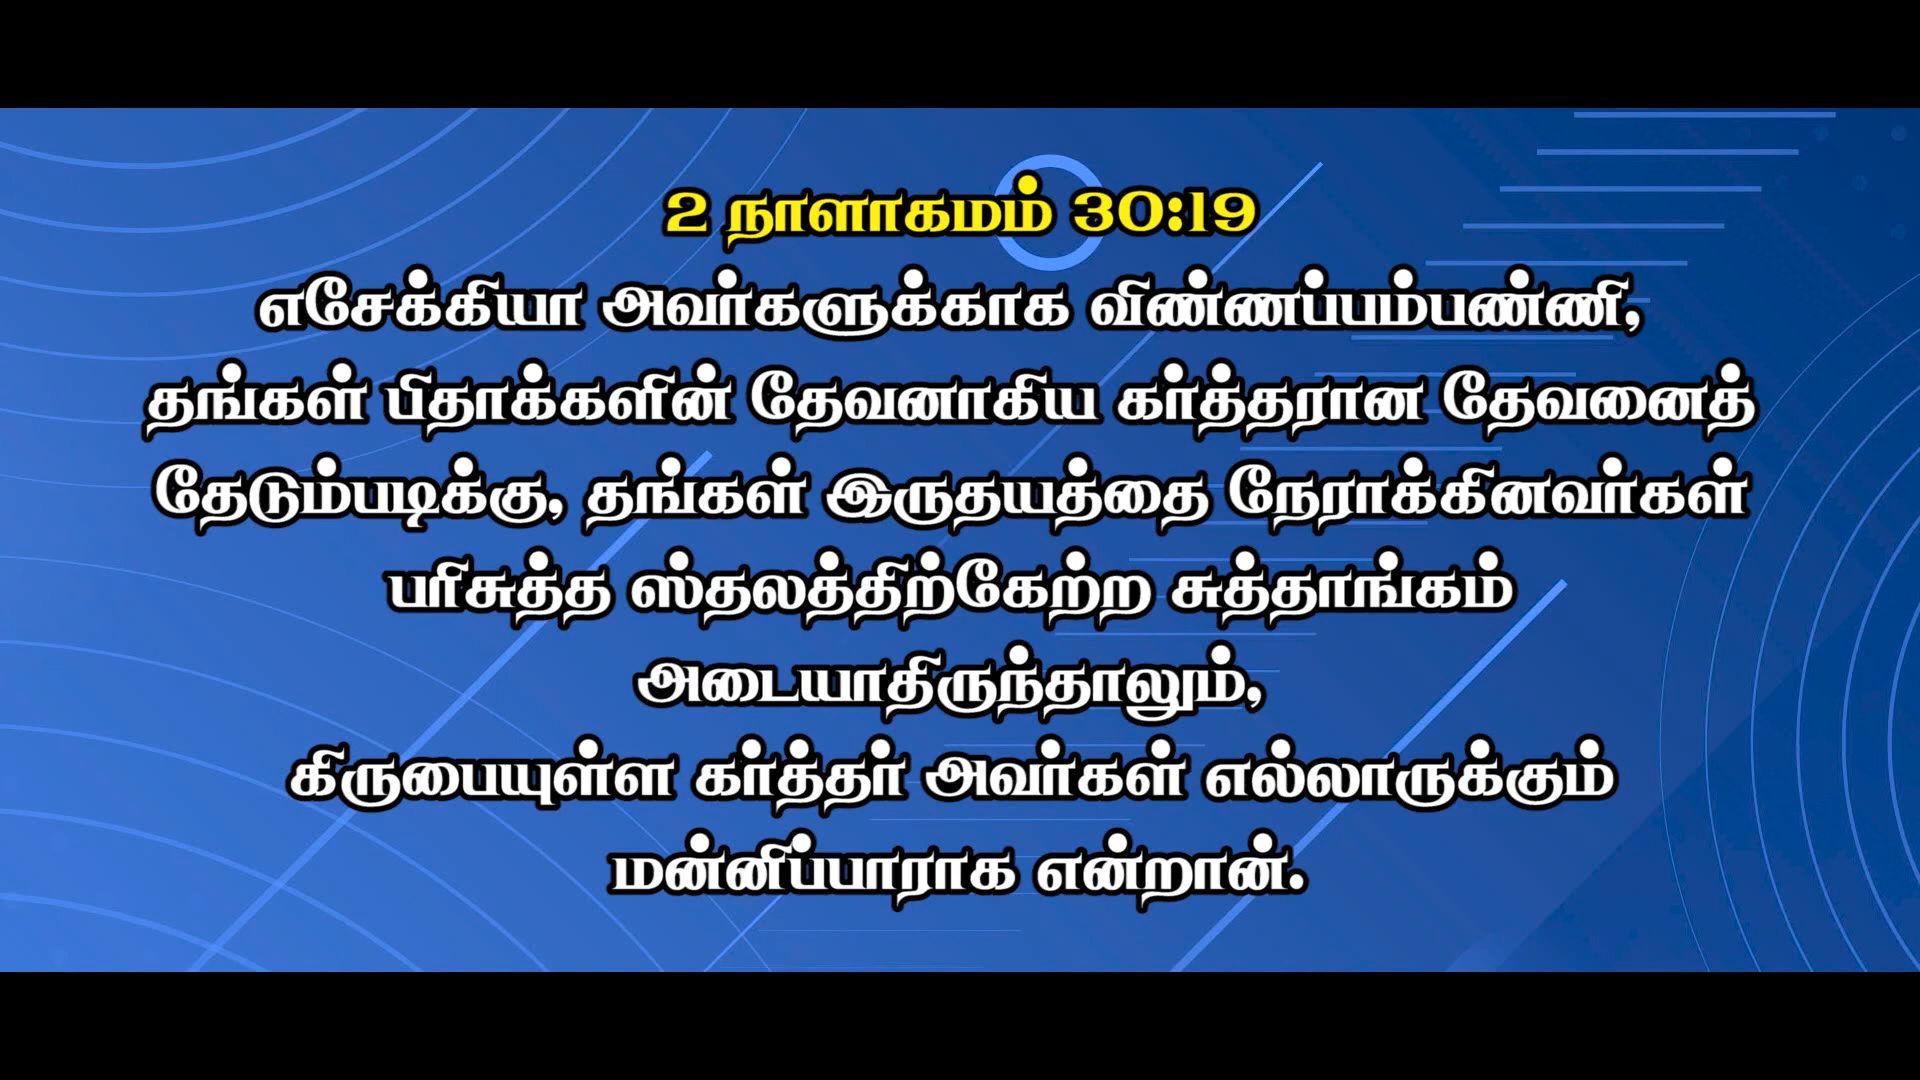 2 நாளாகமம் 30:19
எசேக்கியா அவர்களுக்காக விண்ணப்பம்பண்ணி,
தங்கள் பிதாக்களின் தேவனாகிய கர்த்தரான தேவனைத்
தேடும்படிக்கு, தங்கள் இருதயத்தை நேராக்கினவர்கள்
பரிசுத்த ஸ்தலத்திற்கேற்ற சுத்தாங்கம்
அடையாதிருந்தாலும்,
கிருபையுள்ள கர்த்தர் அவர்கள் எல்லாருக்கும்
மன்னிப்பாராக என்றான்.